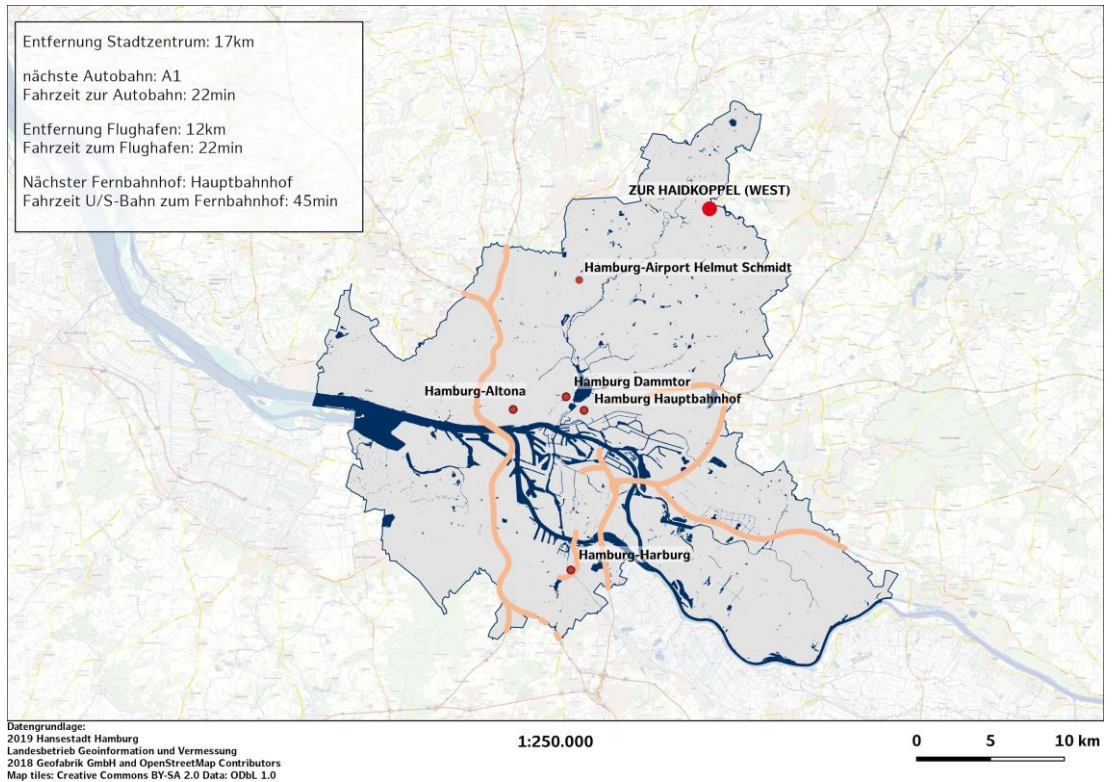 Entfernung Stadtzentrum: 17km
nächste Autobahn: A1
Fahrzeit zur Autobahn: 22min
Entfernung Flughafen: 12km
Fahrzeit zum Flughafen: 22min
Nächster Fernbahnhof: Hauptbahnhof
Fahrzeit U/S-Bahn zum Fernbahnhof: 45min
ZUR HAIDKOPPEL (WEST)
Hamburg-Airport Helmut Schmidt
Hamburg Dammtor
Hamburg-Altona
Hamburg Hauptbahnhof
Hamburg-Harburg
Datengrundlage:
2019 Hansestadt Hamburg
Landesbetrieb Geoinformation und Vermessung
2018 Geofabrik GmbH and OpenStreetMap Contributors
Map tiles: Creative Commons BY-SA 2.0 Data: ODbL 1.0
1:250.000
0 5 10 km